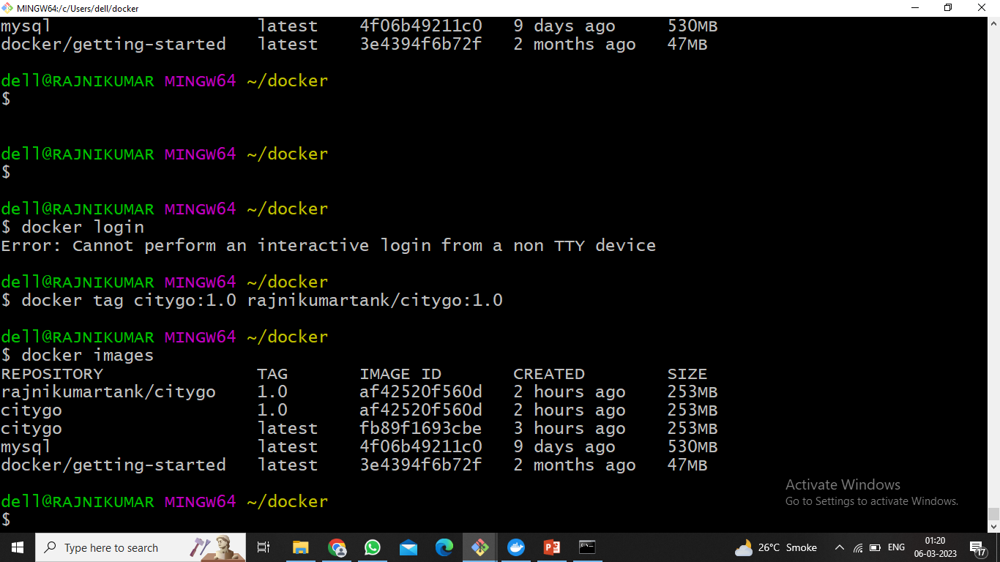 MINGW64:/c/Users/dell/docker
mysql latest 4f06b49211c0 9 days ago 530MB
docker/getting-started latest 3e4394f6b72f 2 months ago 47MB
dell@RAJNIKUMAR MINGW64 ~/docker
$
dell@RAJNIKUMAR MINGW64 ~/docker
$
dell@RAJNIKUMAR MINGW64 ~/docker
$ docker login
Error: Cannot perform an interactive login from a non TTY device
dell@RAJNIKUMAR MINGW64 ~/docker
$ docker tag citygo:1.0 rajnikumartank/citygo:1.0
dell@RAJNIKUMAR MINGW64 ~/docker
$ docker images
REPOSITORY TAG IMAGE ID CREATED SIZE
rajnikumartank/citygo 1.0 af42520f560d 2 hours ago 253MB
citygo 1.0 af42520f560d 2 hours ago 253MB
citygo latest fb89f1693cbe 3 hours ago 253MB
mysql latest 4f06b49211c0 9 days ago 530MB
docker/getting-started latest 3e4394f6b72f 2 months ago 47MB
dell@RAJNIKUMAR MINGW64 ~/docker
$
Activate Windows
Go to Settings to activate Windows.
Type here to search
26°C Smoke
ENG
01:20
06-03-2023
17